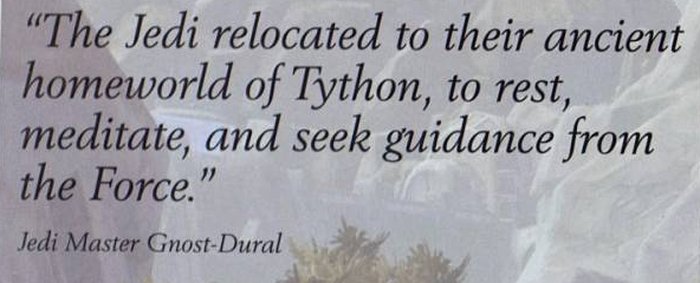 “The Jedi relocated to their ancient
homeworld of Tython, to rest,
meditate, and seek guidance from
the Force.”
Jedi Master Gnost-Dural